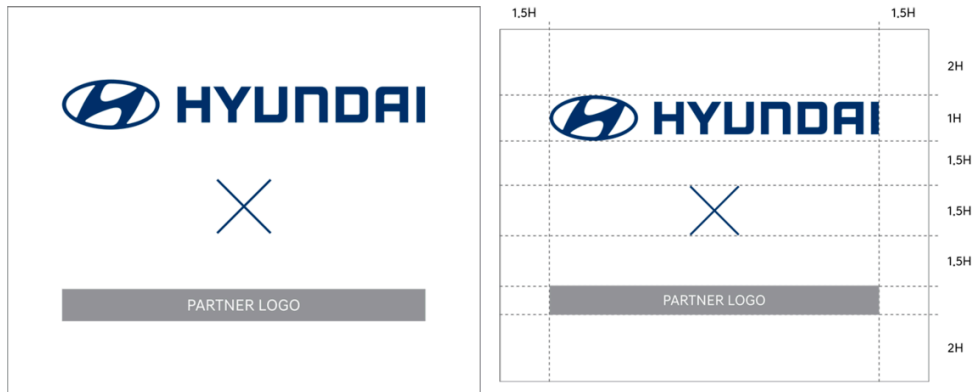 HYUNDAI
PARTNER LOGO
1.5H 1.5H
2H
HYUNDAI 1H
1.5H
1.5H
1.5H
PARTNER LOGO
2H